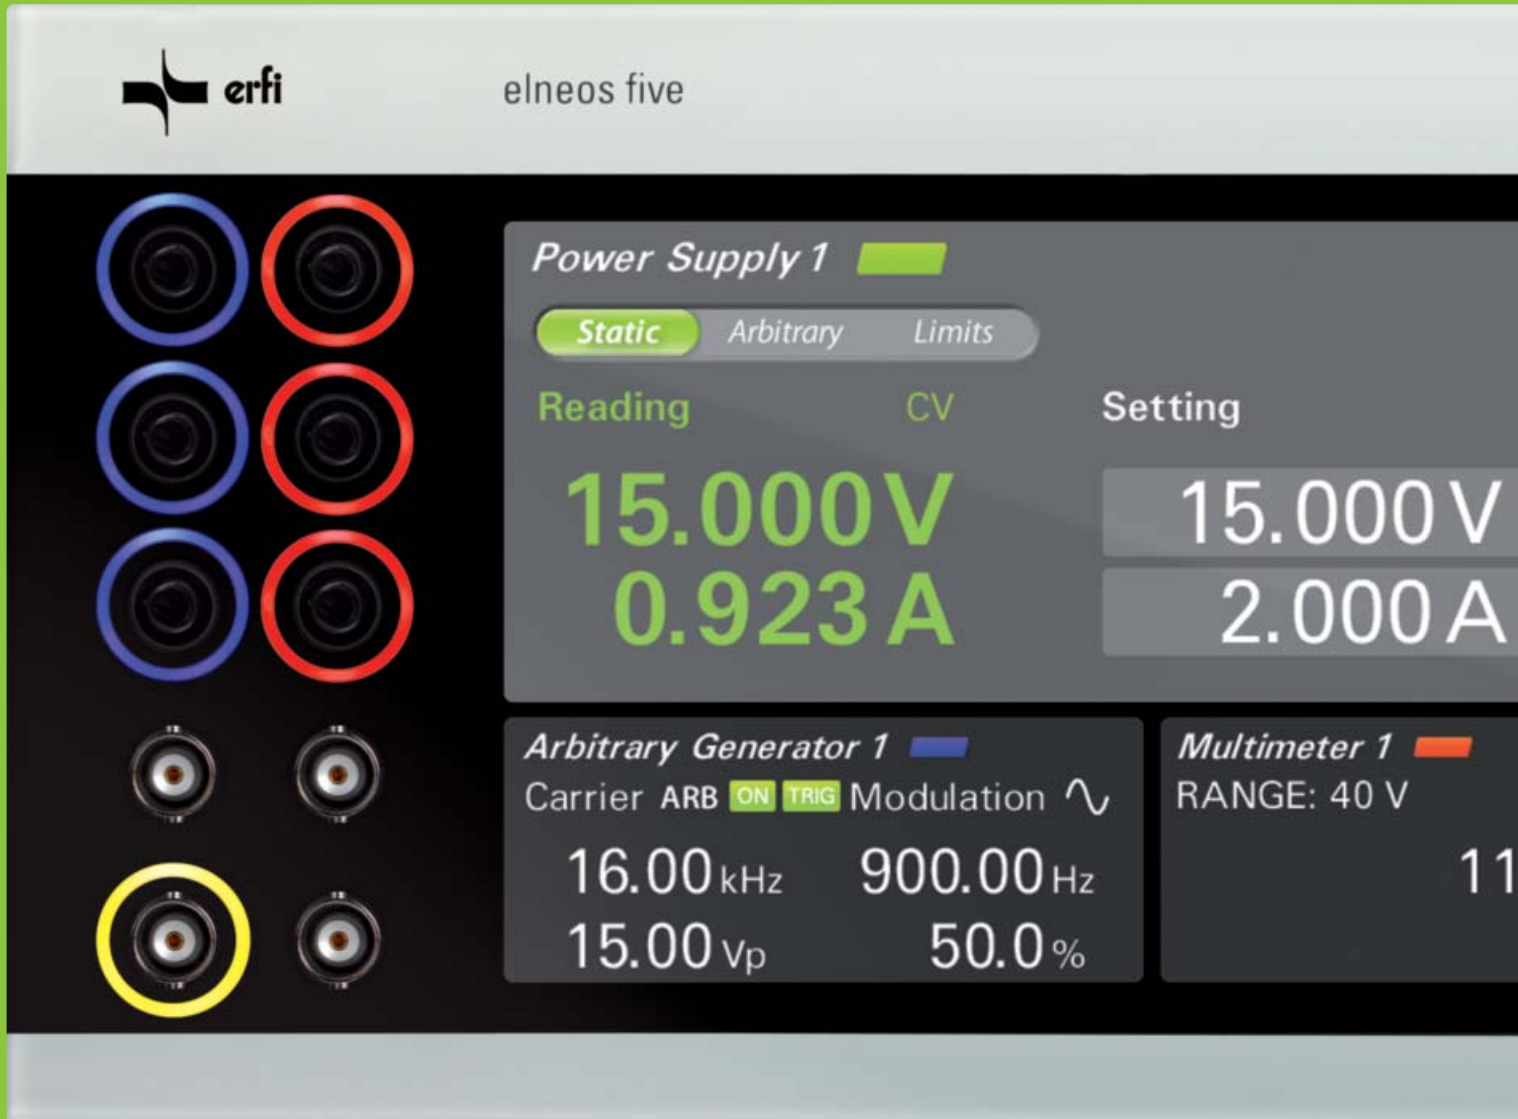 erfi
elneos five
Power Supply 1
Static Arbitrary Limits
Reading CV Setting
15.000 V 15.000 V
0.923 A 2.000 A
Arbitrary Generator 1
Carrier ARB ON TRIG Modulation
16.00 kHz 900.00 Hz
15.00 Vp 50.0 %
Multimeter 1
RANGE: 40 V
11